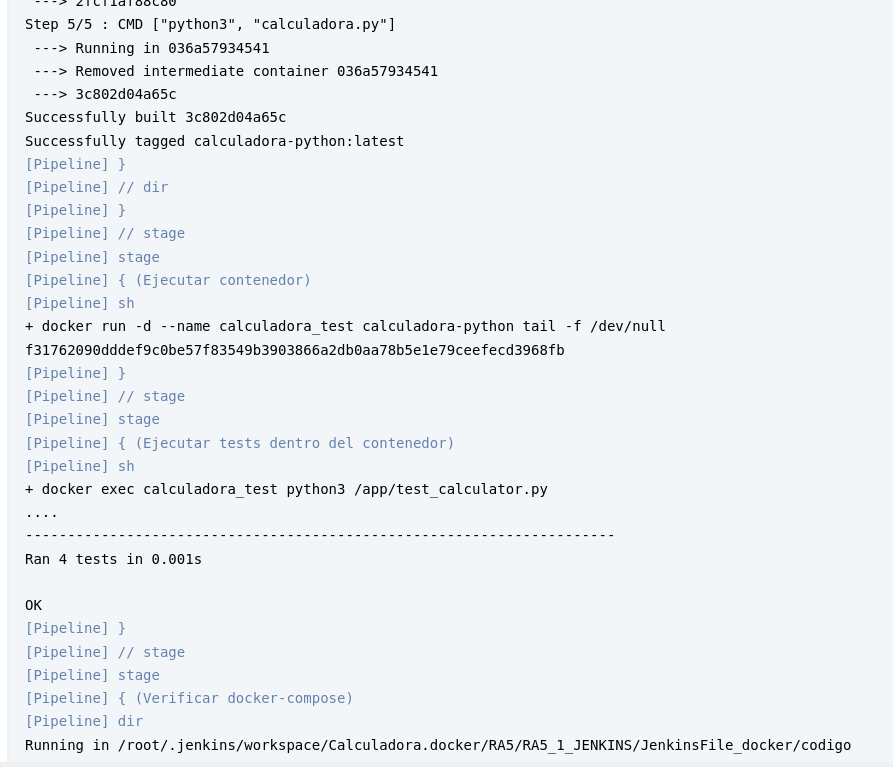 ---> 2fcf1af88c80
Step 5/5 : CMD ["python3", "calculadora.py"]
 ---> Running in 036a57934541
 ---> Removed intermediate container 036a57934541
 ---> 3c802d04a65c
Successfully built 3c802d04a65c
Successfully tagged calculadora-python:latest
[Pipeline] }
[Pipeline] // dir
[Pipeline] }
[Pipeline] // stage
[Pipeline] stage
[Pipeline] { (Ejecutar contenedor)
[Pipeline] sh
+ docker run -d --name calculadora_test calculadora-python tail -f /dev/null
f31762090dddef9c0be57f83549b3903866a2db0aa78b5e1e79ceefecd3968fb
[Pipeline] }
[Pipeline] // stage
[Pipeline] stage
[Pipeline] { (Ejecutar tests dentro del contenedor)
[Pipeline] sh
+ docker exec calculadora_test python3 /app/test_calculator.py
....
----------------------------------------------------------------------
Ran 4 tests in 0.001s

OK
[Pipeline] }
[Pipeline] // stage
[Pipeline] stage
[Pipeline] { (Verificar docker-compose)
[Pipeline] dir
Running in /root/.jenkins/workspace/Calculadora.docker/RA5/RA5_1_JENKINS/JenkinsFile_docker/codigo